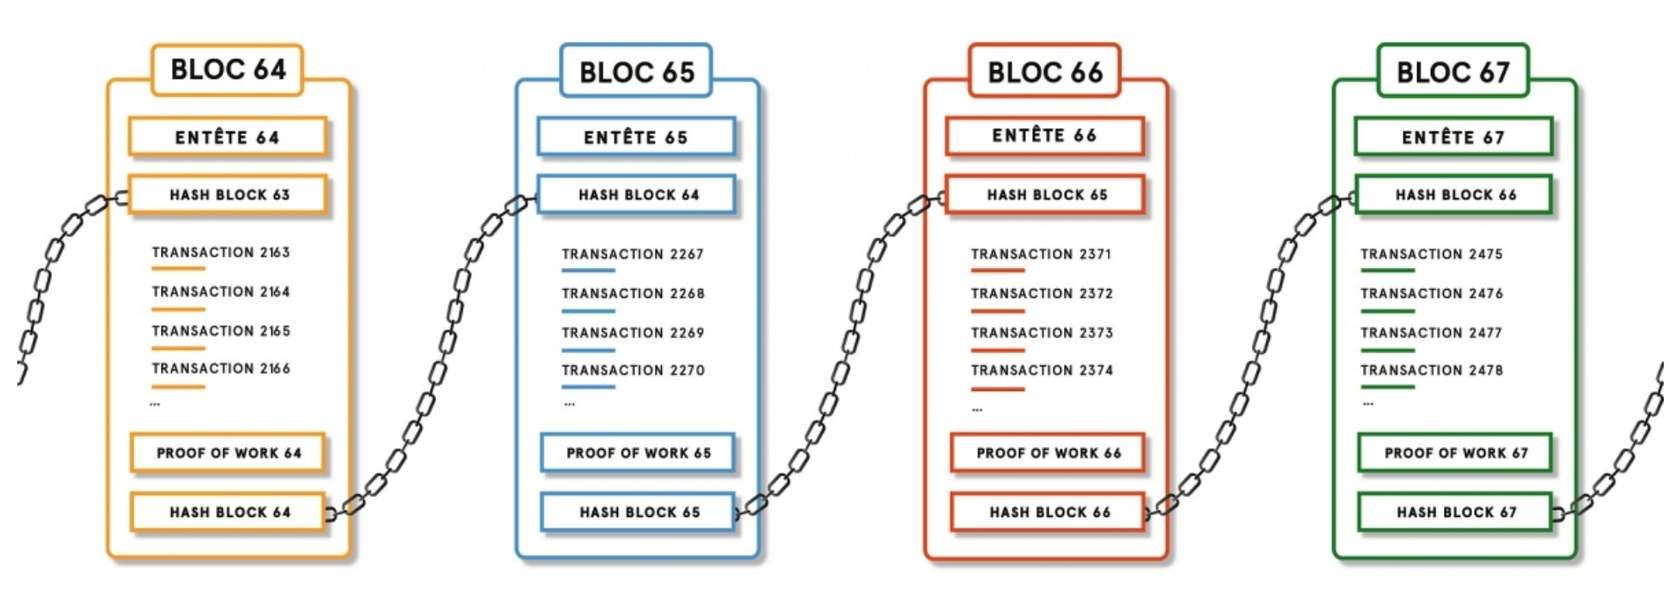 BLOC 64
ENTÊTE 64
HASH BLOCK 63
TRANSACTION 2163
TRANSACTION 2164
TRANSACTION 2165
TRANSACTION 2166
...
PROOF OF WORK 64
HASH BLOCK 64
BLOC 65
ENTÊTE 65
HASH BLOCK 64
TRANSACTION 2267
TRANSACTION 2268
TRANSACTION 2269
TRANSACTION 2270
...
PROOF OF WORK 65
HASH BLOCK 65
BLOC 66
ENTÊTE 66
HASH BLOCK 65
TRANSACTION 2371
TRANSACTION 2372
TRANSACTION 2373
TRANSACTION 2374
...
PROOF OF WORK 66
HASH BLOCK 66
BLOC 67
ENTÊTE 67
HASH BLOCK 66
TRANSACTION 2475
TRANSACTION 2476
TRANSACTION 2477
TRANSACTION 2478
...
PROOF OF WORK 67
HASH BLOCK 67